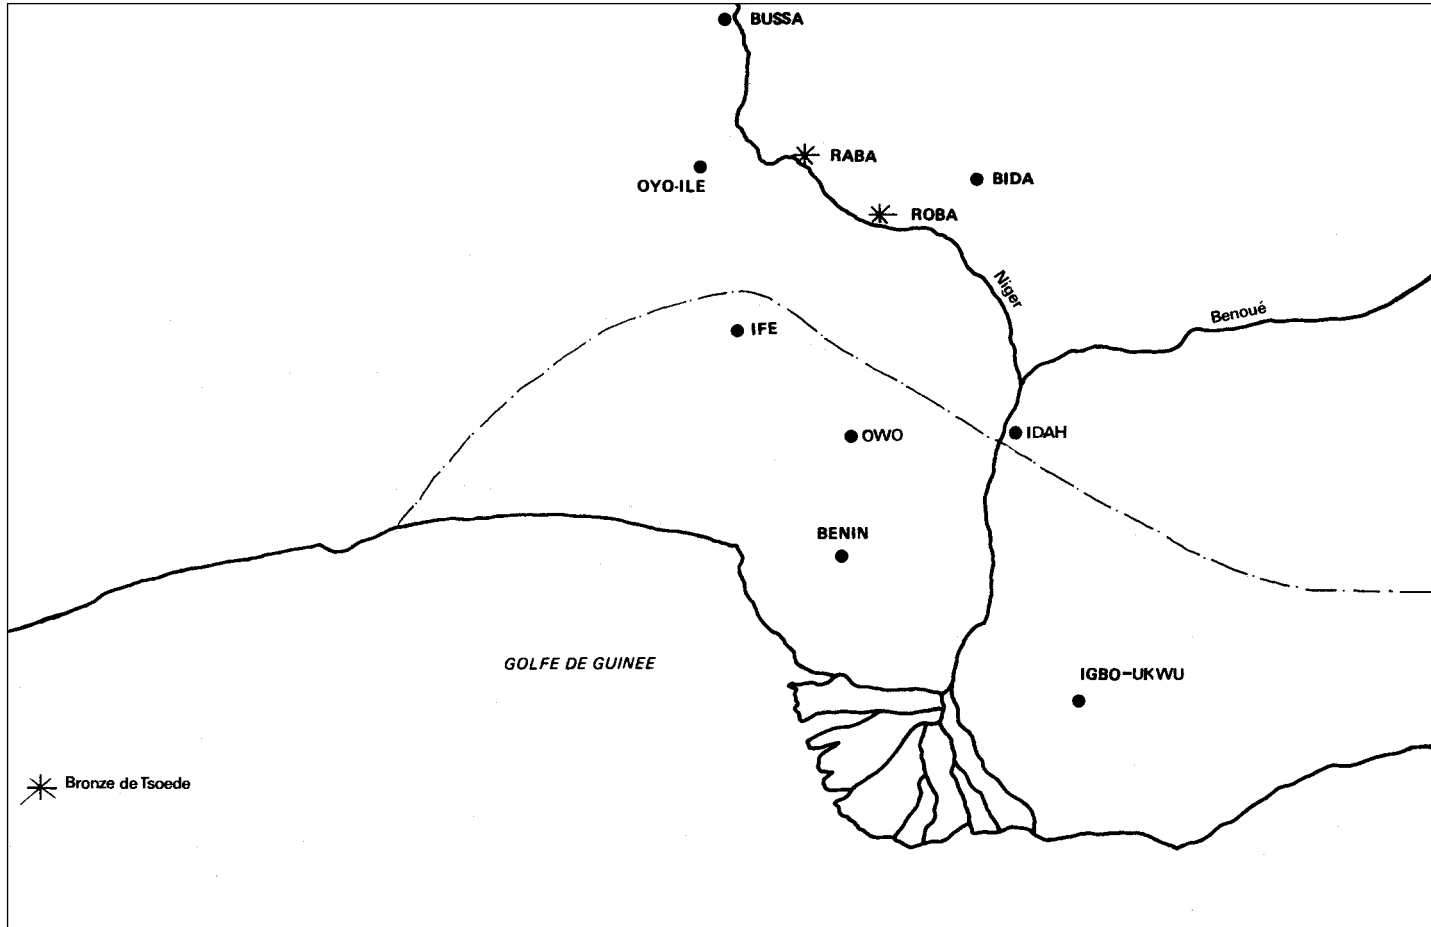 BUSSA
RABA
OYO-ILE
BIDA
ROBA
Niger
Benoué
IFE
OWO
IDAH
BENIN
GOLFE DE GUINEE
IGBO-UKWU
Bronze de Tsoede